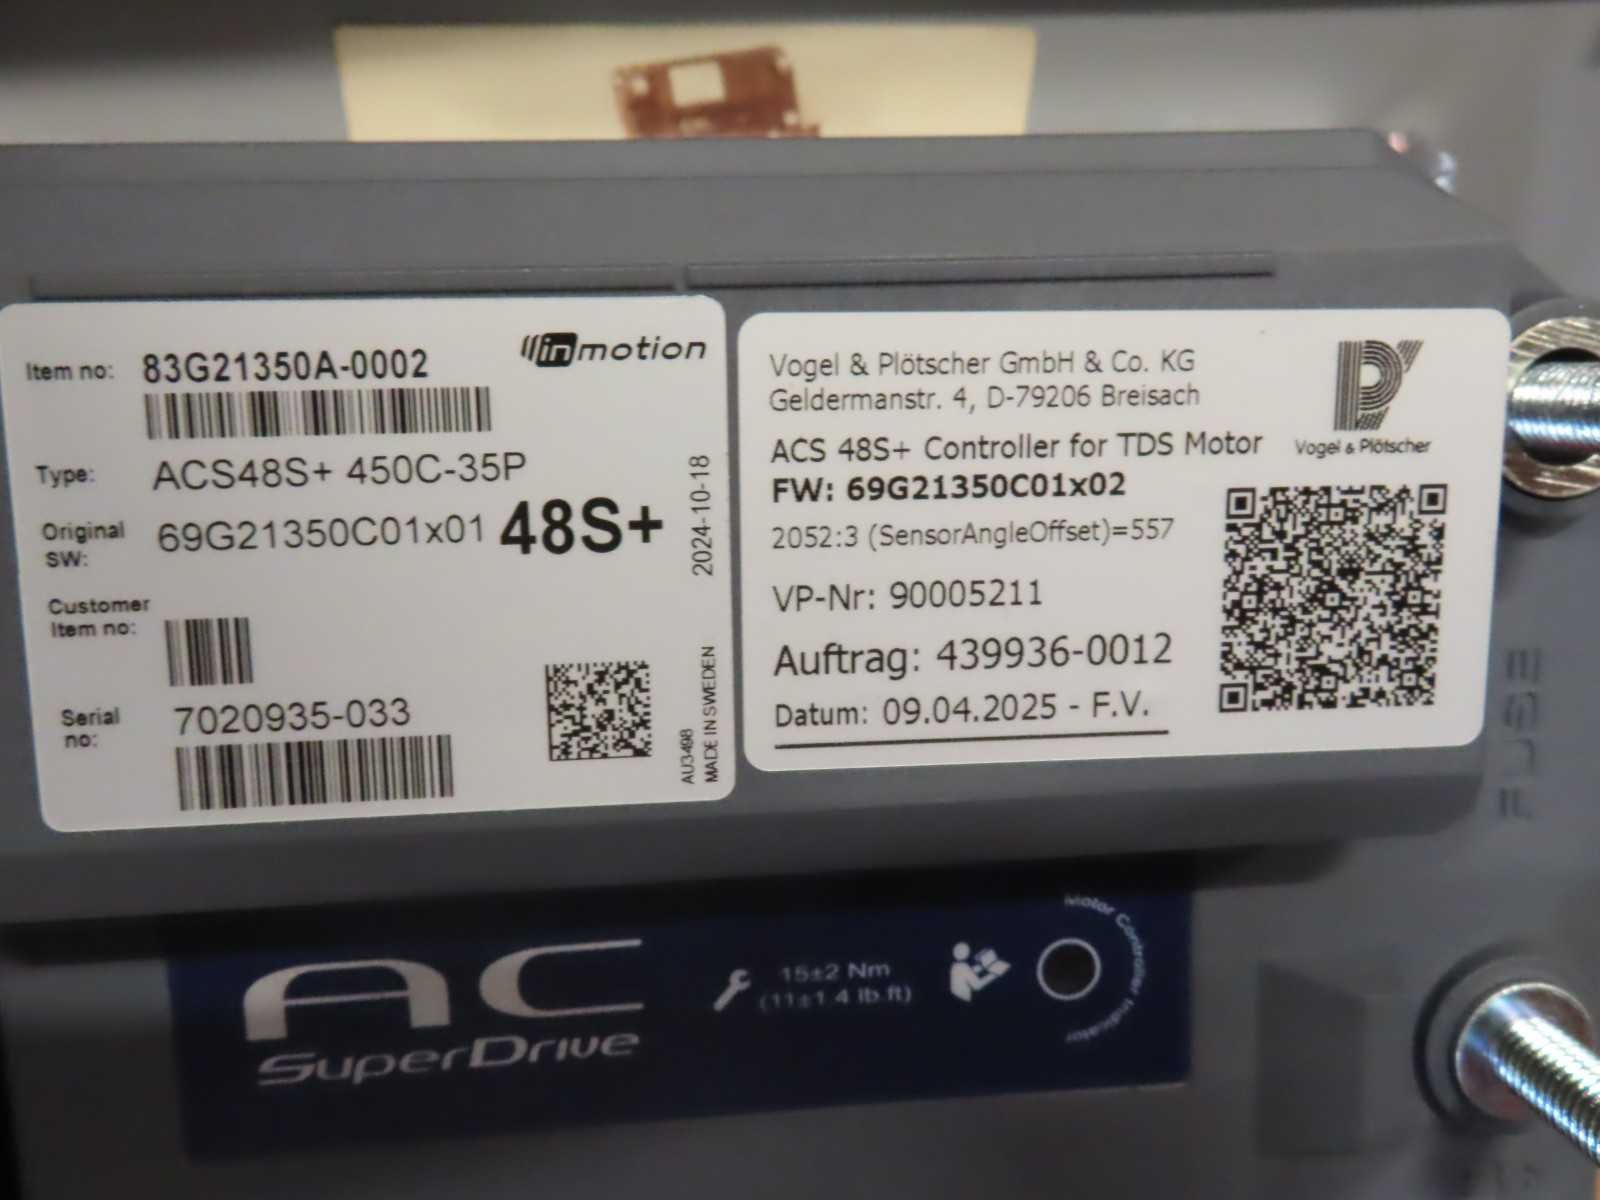 Item no: 83G21350A-0002
inmotion
Type: ACS48S+ 450C-35P
Original SW: 69G21350C01x01 48S+
2024-10-18
Customer Item no:
Serial no: 7020935-033
AU3498
MADE IN SWEDEN
Vogel & Plötscher GmbH & Co. KG
Geldermanstr. 4, D-79206 Breisach
Vogel & Plötscher
ACS 48S+ Controller for TDS Motor
FW: 69G21350C01x02
2052:3 (SensorAngleOffset)=557
VP-Nr: 90005211
Auftrag: 439936-0012
Datum: 09.04.2025 - F.V.
FUSE
AC
SuperDrive
15±2 Nm
(11±1.4 lb.ft)
Motor Controller Indicator